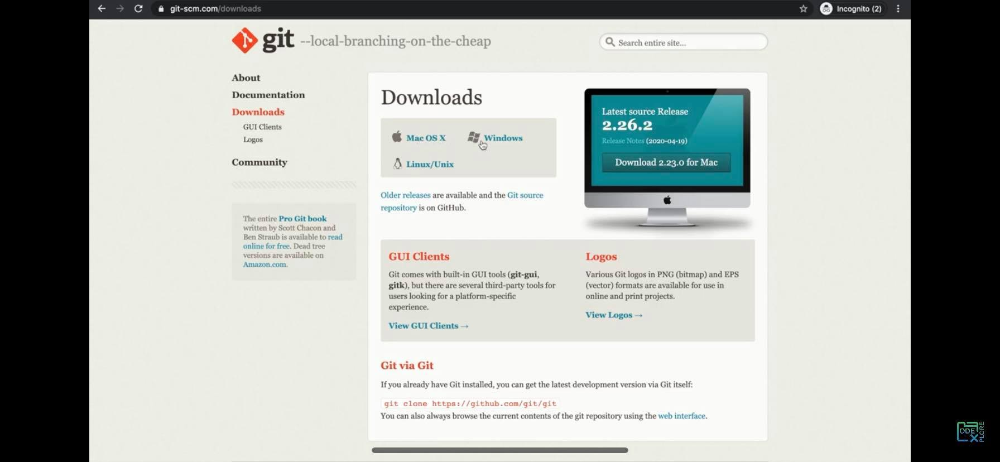 git-scm.com/downloads
Incognito (2)
git --local-branching-on-the-cheap
Search entire site...
About
Documentation
Downloads
GUI Clients
Logos
Community
The entire Pro Git book
written by Scott Chacon and
Ben Straub is available to read
online for free. Dead tree
versions are available on
Amazon.com.
Downloads
Mac OS X
Windows
Linux/Unix
Older releases are available and the Git source
repository is on GitHub.
Latest source Release
2.26.2
Release Notes (2020-04-19)
Download 2.23.0 for Mac
GUI Clients
Git comes with built-in GUI tools (git-gui,
gitk), but there are several third-party tools for
users looking for a platform-specific
experience.
View GUI Clients →
Logos
Various Git logos in PNG (bitmap) and EPS
(vector) formats are available for use in
online and print projects.
View Logos →
Git via Git
If you already have Git installed, you can get the latest development version via Git itself:
git clone https://github.com/git/git
You can also always browse the current contents of the git repository using the web interface.
ODE
XPLORE